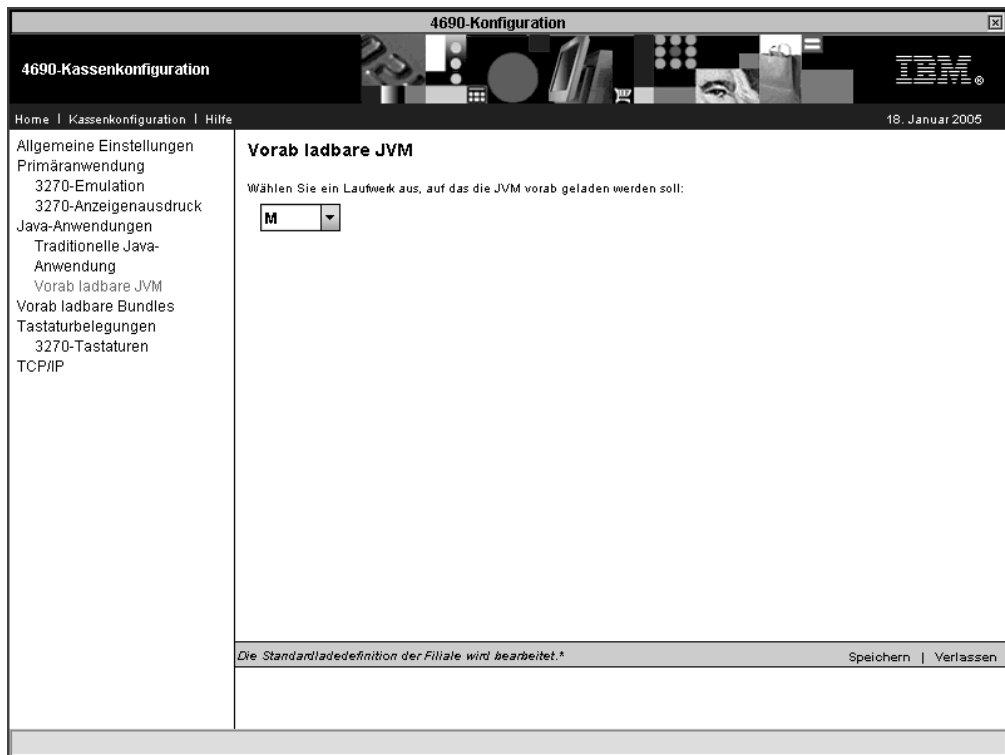 4690-Konfiguration
4690-Kassenkonfiguration
IBM®
Home | Kassenkonfiguration | Hilfe
18. Januar 2005
Allgemeine Einstellungen
Primäranwendung
3270-Emulation
3270-Anzeigenausdruck
Java-Anwendungen
Traditionelle Java-
Anwendung
Vorab ladbare JVM
Vorab ladbare Bundles
Tastaturbelegungen
3270-Tastaturen
TCP/IP
Vorab ladbare JVM
Wählen Sie ein Laufwerk aus, auf das die JVM vorab geladen werden soll:
M
Die Standardladedefinition der Filiale wird bearbeitet.*
Speichern | Verlassen